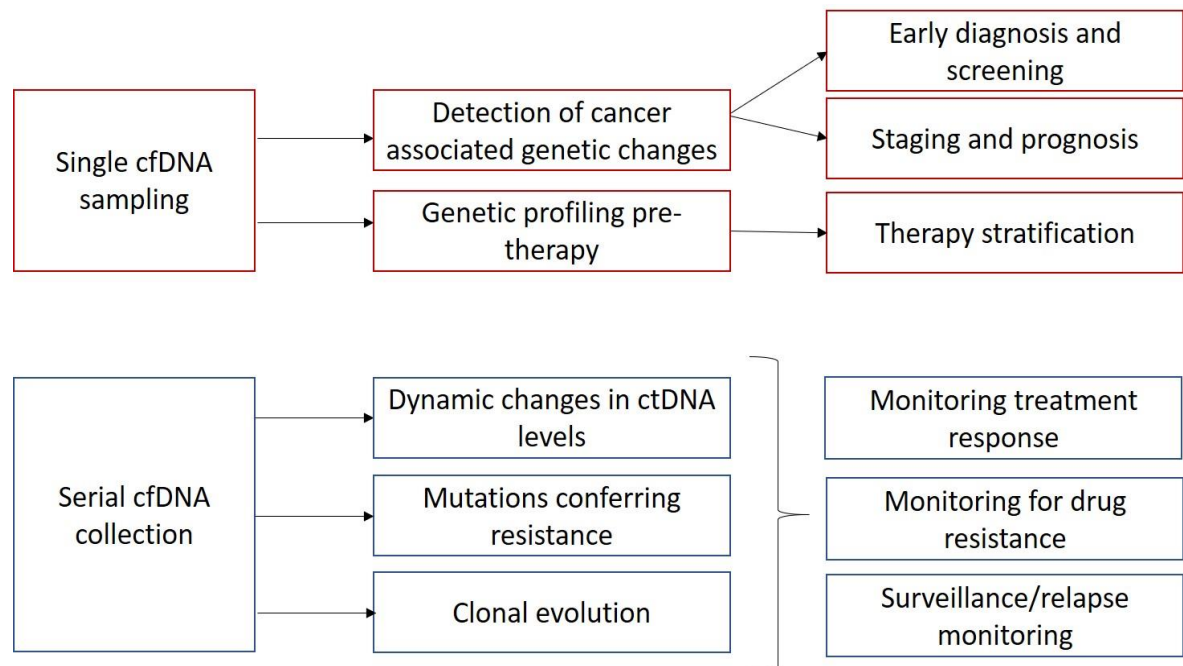 Single cfDNA
sampling
Detection of cancer
associated genetic changes
Genetic profiling pre-
therapy
Early diagnosis and
screening
Staging and prognosis
Therapy stratification
Serial cfDNA
collection
Dynamic changes in ctDNA
levels
Mutations conferring
resistance
Clonal evolution
Monitoring treatment
response
Monitoring for drug
resistance
Surveillance/relapse
monitoring